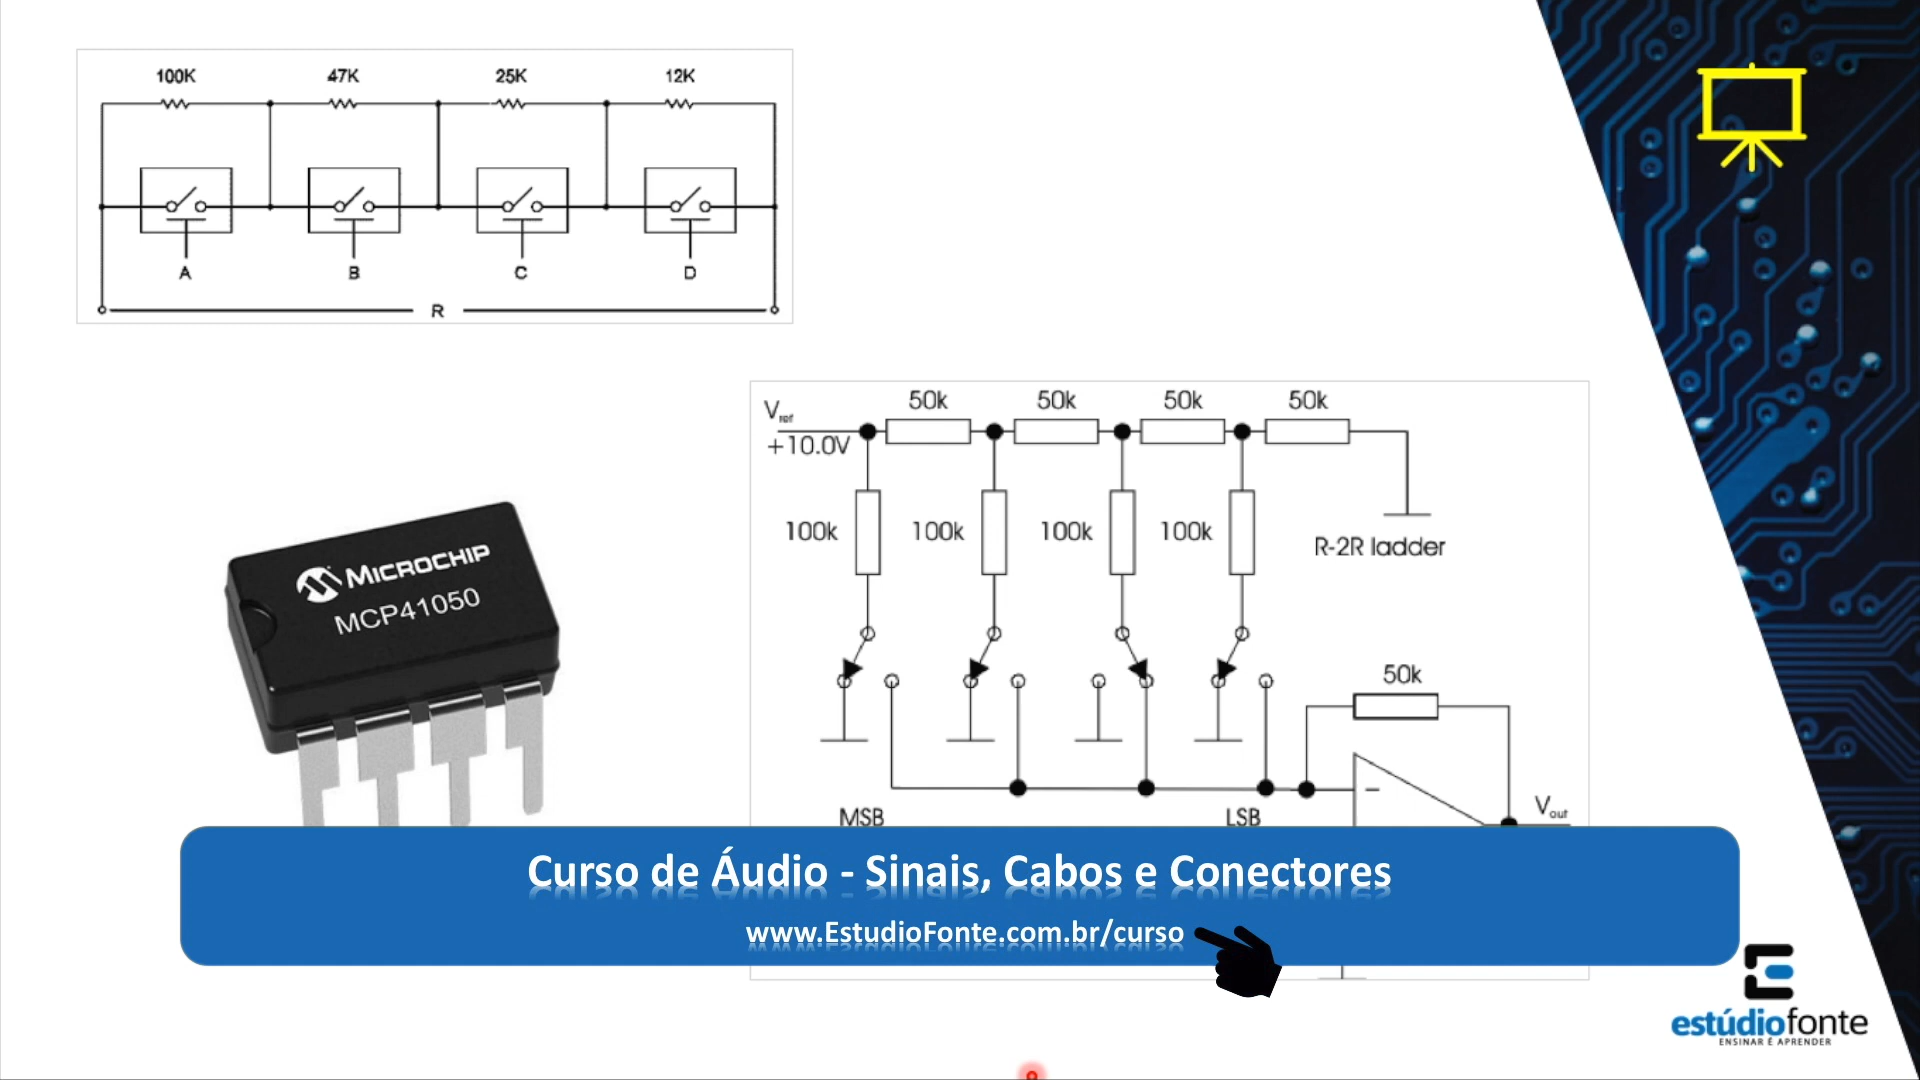 100K 47K 25K 12K
A B C D
R
50k 50k 50k 50k
Vref
+10.0V
100k 100k 100k 100k
R-2R ladder
MICROCHIP
MCP41050
50k
MSB LSB
Vout
Curso de Áudio - Sinais, Cabos e Conectores
www.EstudioFonte.com.br/curso
estúdiofonte
ENSINAR É APRENDER